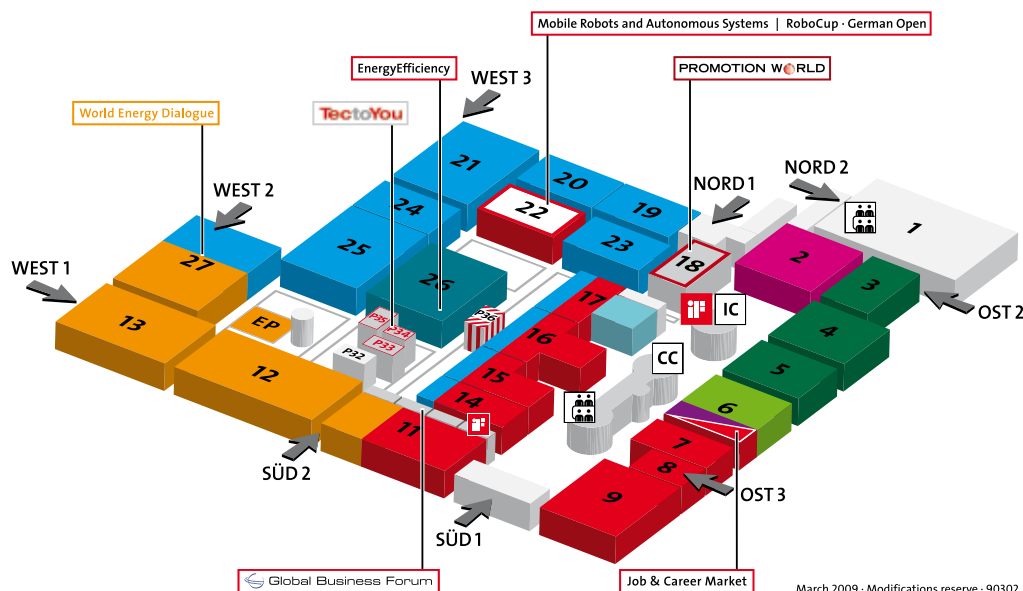 Mobile Robots and Autonomous Systems | RoboCup · German Open
EnergyEfficiency
PROMOTION WORLD
WEST 3
World Energy Dialogue
TectoYou
NORD 2
NORD 1
WEST 2
WEST 1
OST 2
OST 3
SÜD 2
SÜD 1
21
20
19
22
24
23
25
18
1
2
27
26
3
17
13
EP
P35
P34
P36
iF
IC
P33
16
4
P32
CC
12
15
5
14
6
11
iF
7
8
9
Global Business Forum
Job & Career Market
March 2009 · Modifications reserve · 90302